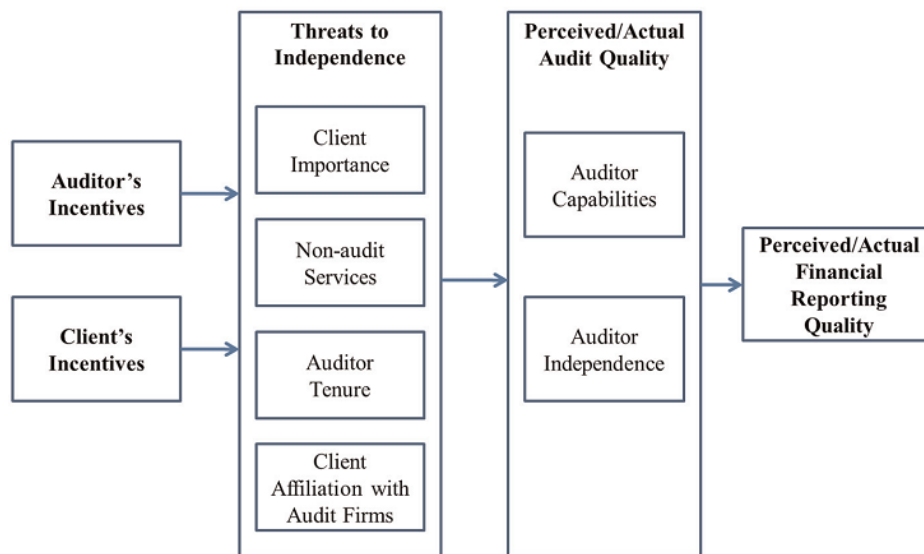 Auditor's
Incentives
Client's
Incentives
Threats to
Independence
Client
Importance
Non-audit
Services
Auditor
Tenure
Client
Affiliation with
Audit Firms
Perceived/Actual
Audit Quality
Auditor
Capabilities
Auditor
Independence
Perceived/Actual
Financial
Reporting
Quality